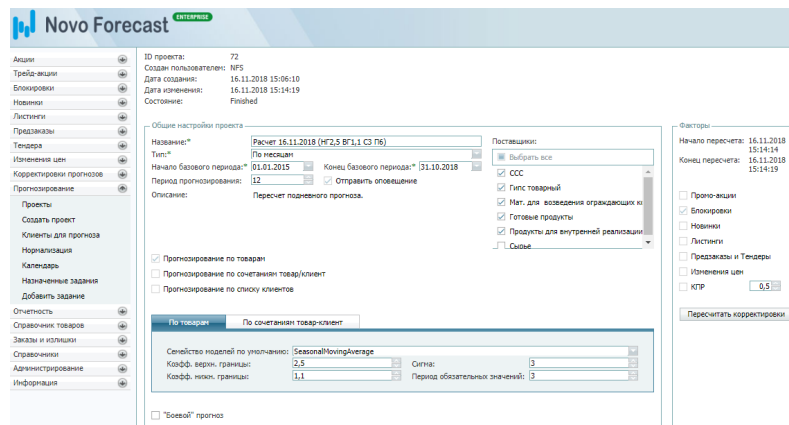 Novo Forecast ENTERPRISE
Акции
Трейд-акции
Блокировки
Новинки
Листинги
Предзаказы
Тендера
Изменения цен
Корректировки прогнозов
Прогнозирование
Проекты
Создать проект
Клиенты для прогноза
Нормализация
Календарь
Назначенные задания
Добавить задание
Отчетность
Справочник товаров
Заказы и излишки
Справочники
Администрирование
Информация
ID проекта: 72
Создан пользователем: NFS
Дата создания: 16.11.2018 15:06:10
Дата изменения: 16.11.2018 15:14:19
Состояние: Finished
Общие настройки проекта
Название:* Расчет 16.11.2018 (НГ2,5 ВГ1,1 С3 П6)
Тип:* По месяцам
Начало базового периода:* 01.01.2015 Конец базового периода:* 31.10.2018
Период прогнозирования: 12 Отправить оповещение
Описание: Пересчет подневного прогноза.
Поставщики:
Выбрать все
ССС
Гипс товарный
Мат. для возведения ограждающих
Готовые продукты
Продукты для внутренней реализации
Сырье
Прогнозирование по товарам
Прогнозирование по сочетаниям товар/клиент
Прогнозирование по списку клиентов
По товарам По сочетаниям товар-клиент
Семейство моделей по умолчанию: SeasonalMovingAverage
Коэфф. верхн. границы: 2,5 Сигма: 3
Коэфф. нижн. границы: 1,1 Период обязательных значений: 3
"Боевой" прогноз
Факторы
Начало пересчета: 16.11.2018
15:14:14
Конец пересчета: 16.11.2018
15:14:19
Промо-акции
Блокировки
Новинки
Листинги
Предзаказы и Тендеры
Изменения цен
КПР 0,5
Пересчитать корректировки